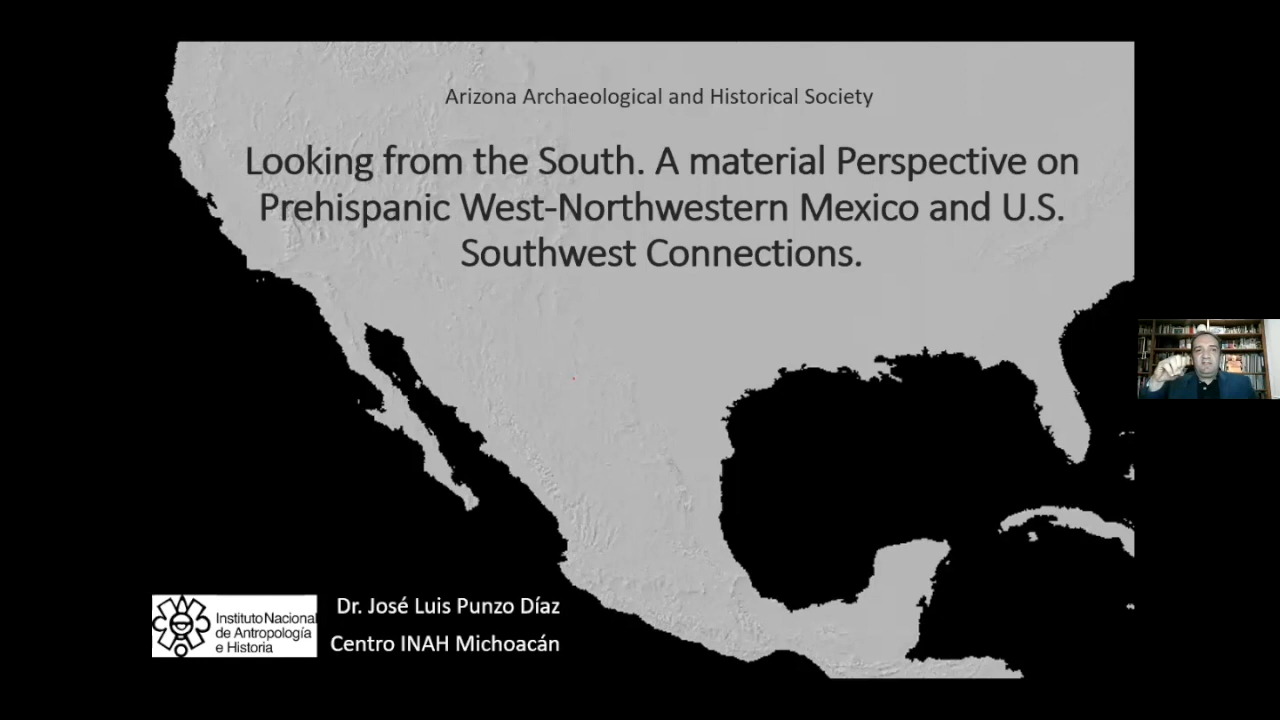 Arizona Archaeological and Historical Society
Looking from the South. A material Perspective on
Prehispanic West-Northwestern Mexico and U.S.
Southwest Connections.
Instituto Nacional
de Antropología
e Historia
Dr. José Luis Punzo Díaz
Centro INAH Michoacán